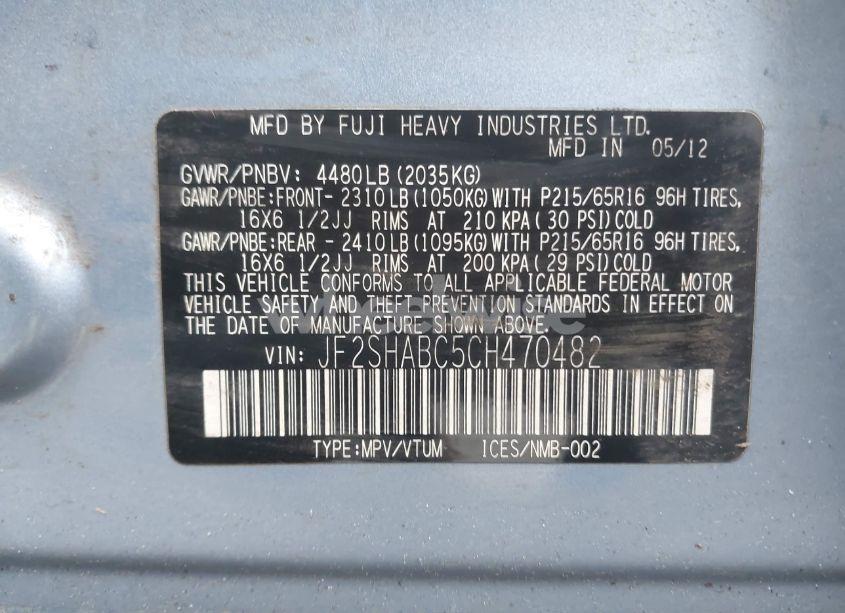 MFD BY FUJI HEAVY INDUSTRIES LTD.
MFD IN 05/12
GVWR/PNBV: 4480LB(2035KG)
GAWR/PNBE:FRONT- 2310LB(1050KG)WITH P215/65R16 96H TIRES,
16X6 1/2JJ RIMS AT 210KPA(30 PSI)COLD
GAWR/PNBE:REAR - 2410LB(1095KG)WITH P215/65R16 96H TIRES,
16X6 1/2JJ RIMS AT 200KPA(29 PSI)COLD
THIS VEHICLE CONFORMS TO ALL APPLICABLE FEDERAL MOTOR
VEHICLE SAFETY AND THEFT PREVENTION STANDARDS IN EFFECT ON
THE DATE OF MANUFACTURE SHOWN ABOVE.
VIN: JF2SHABC5CH470482
TYPE:MPV/VTUM ICES/NMB-002